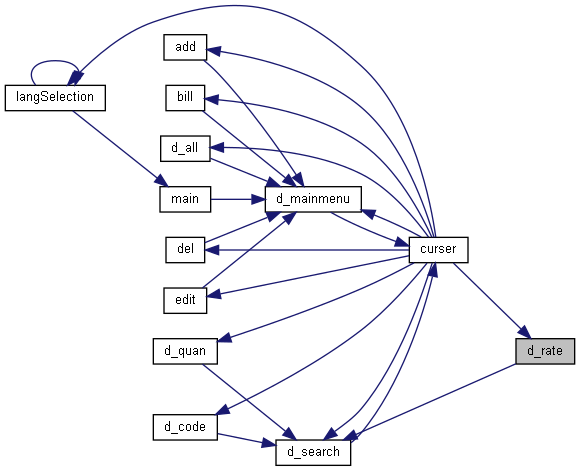 add
bill
langSelection
d_all
main
d_mainmenu
del
curser
edit
d_quan
d_rate
d_code
d_search